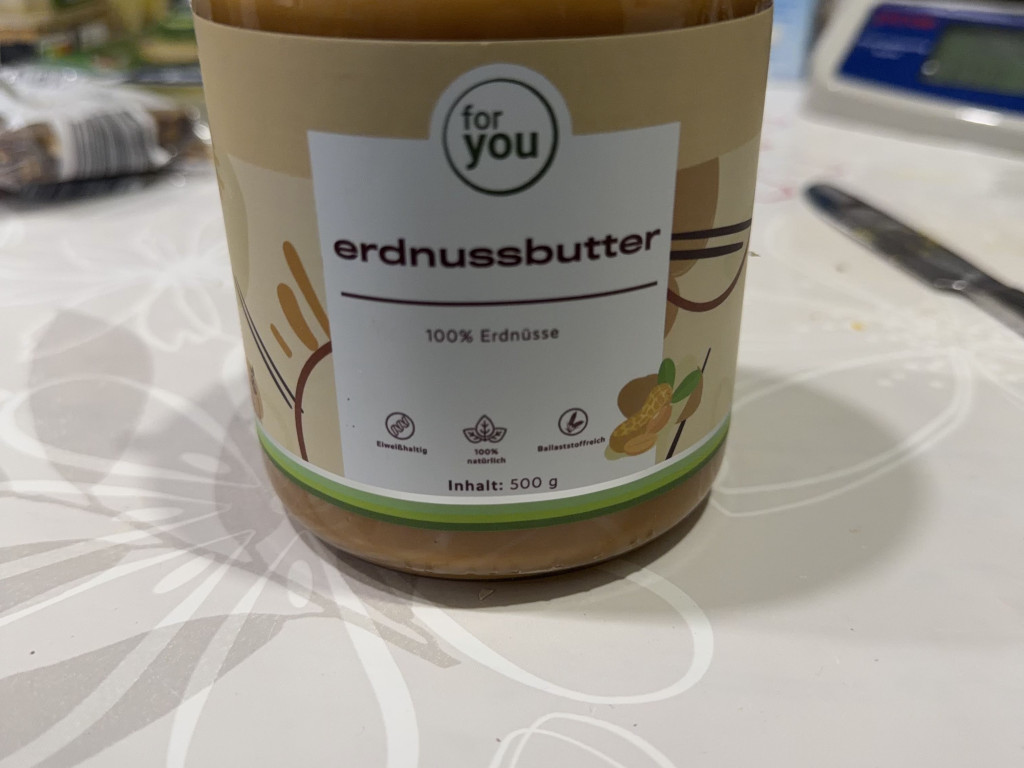 for
you
erdnussbutter
100% Erdnüsse
Eiweißhaltig
100%
natürlich
Ballaststoffreich
Inhalt: 500 g